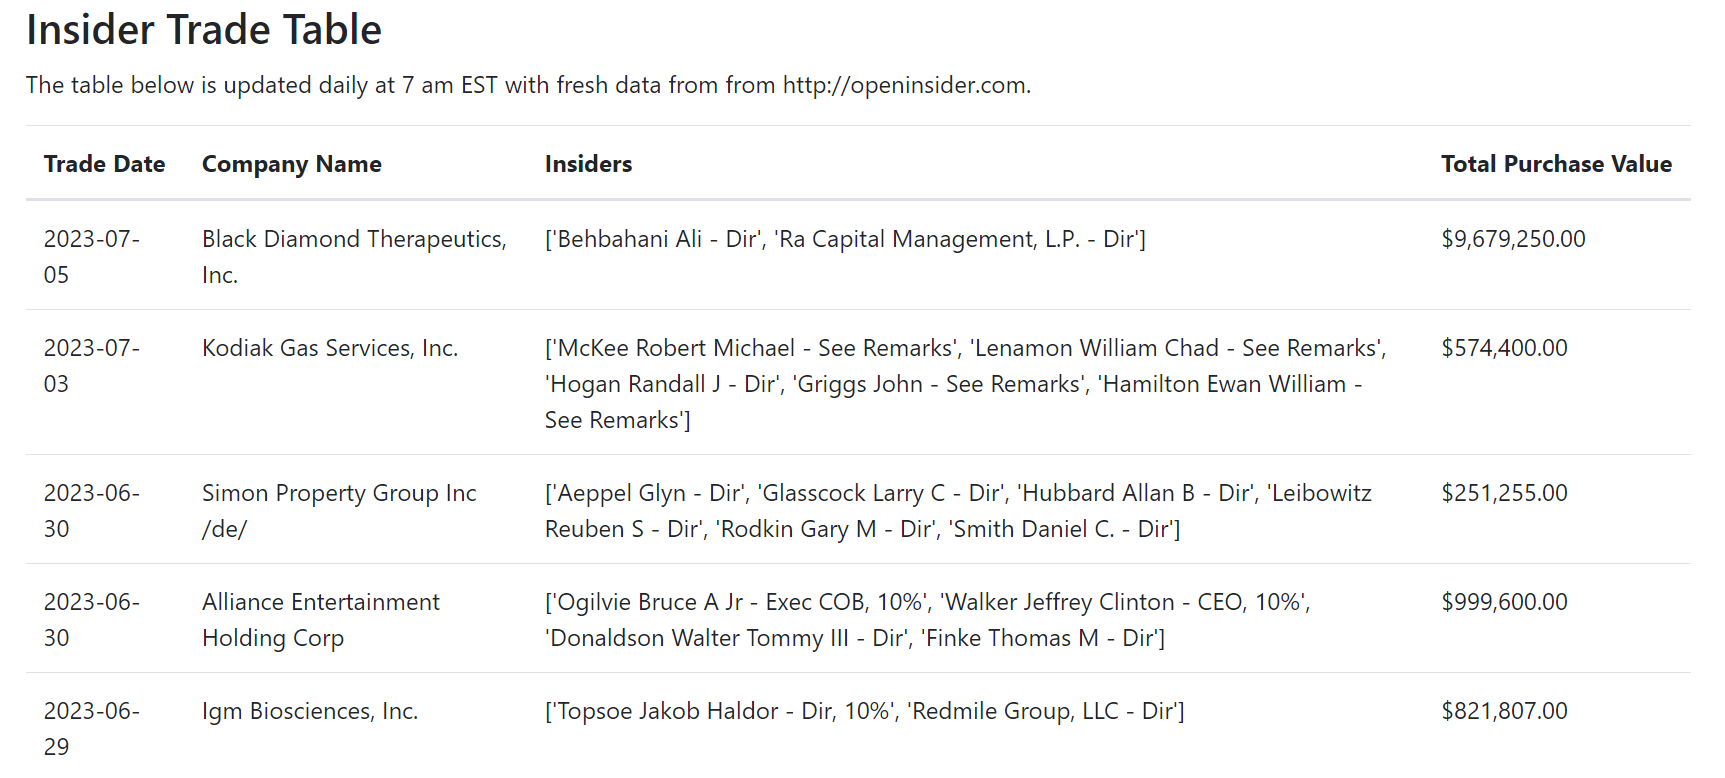 Insider Trade Table
The table below is updated daily at 7 am EST with fresh data from from http://openinsider.com.
Trade Date Company Name Insiders Total Purchase Value
2023-07- Black Diamond Therapeutics, ['Behbahani Ali - Dir', 'Ra Capital Management, L.P. - Dir'] $9,679,250.00
05 Inc.
2023-07- Kodiak Gas Services, Inc. ['McKee Robert Michael - See Remarks', 'Lenamon William Chad - See Remarks', $574,400.00
03 'Hogan Randall J - Dir', 'Griggs John - See Remarks', 'Hamilton Ewan William -
See Remarks']
2023-06- Simon Property Group Inc ['Aeppel Glyn - Dir', 'Glasscock Larry C - Dir', 'Hubbard Allan B - Dir', 'Leibowitz $251,255.00
30 /de/ Reuben S - Dir', 'Rodkin Gary M - Dir', 'Smith Daniel C. - Dir']
2023-06- Alliance Entertainment ['Ogilvie Bruce A Jr - Exec COB, 10%', 'Walker Jeffrey Clinton - CEO, 10%', $999,600.00
30 Holding Corp 'Donaldson Walter Tommy III - Dir', 'Finke Thomas M - Dir']
2023-06- Igm Biosciences, Inc. ['Topsoe Jakob Haldor - Dir, 10%', 'Redmile Group, LLC - Dir'] $821,807.00
29